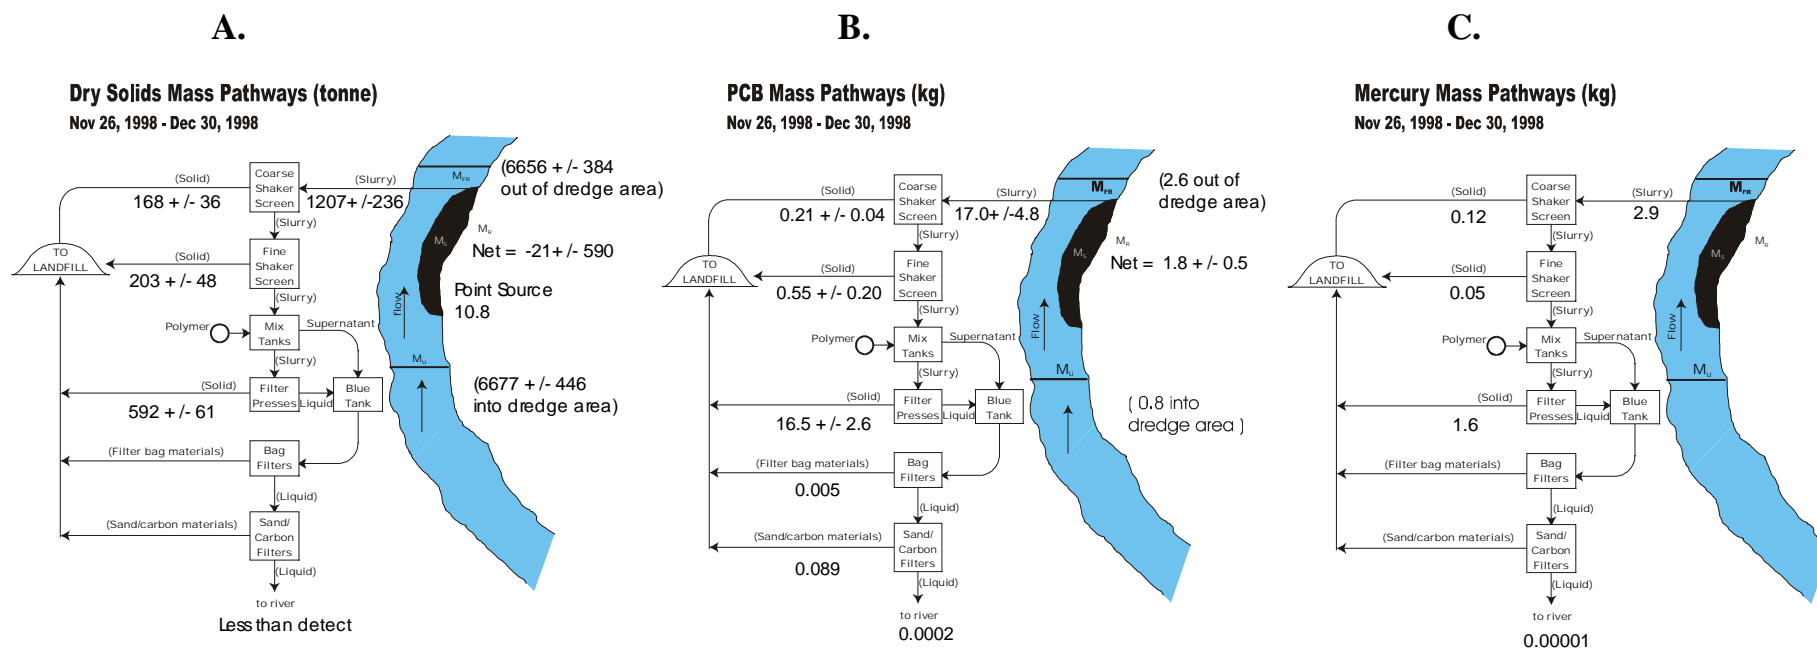 A.
Dry Solids Mass Pathways (tonne)
Nov 26, 1998 - Dec 30, 1998
(Solid)
168 +/- 36
Coarse
Shaker
Screen
(Slurry)
1207+/-236
M_FR
(6656 +/- 384
out of dredge area)
(Slurry)
TO
LANDFILL
(Solid)
203 +/- 48
Fine
Shaker
Screen
M_S
M_R
Net = -21+/- 590
(Slurry)
Point Source
10.8
flow
Polymer
Mix
Tanks
Supernatant
(Slurry)
M_U
(Solid)
592 +/- 61
Filter
Presses
Liquid
Blue
Tank
(6677 +/- 446
into dredge area)
(Filter bag materials)
Bag
Filters
(Liquid)
(Sand/carbon materials)
Sand/
Carbon
Filters
(Liquid)
to river
Less than detect
B.
PCB Mass Pathways (kg)
Nov 26, 1998 - Dec 30, 1998
(Solid)
0.21 +/- 0.04
Coarse
Shaker
Screen
(Slurry)
17.0+/-4.8
M_FR
(2.6 out of
dredge area)
(Slurry)
TO
LANDFILL
(Solid)
0.55 +/- 0.20
Fine
Shaker
Screen
M_S
M_R
Net = 1.8 +/- 0.5
(Slurry)
Flow
Polymer
Mix
Tanks
Supernatant
(Slurry)
M_U
(Solid)
16.5 +/- 2.6
Filter
Presses
Liquid
Blue
Tank
( 0.8 into
dredge area )
(Filter bag materials)
0.005
Bag
Filters
(Liquid)
(Sand/carbon materials)
0.089
Sand/
Carbon
Filters
(Liquid)
to river
0.0002
C.
Mercury Mass Pathways (kg)
Nov 26, 1998 - Dec 30, 1998
(Solid)
0.12
Coarse
Shaker
Screen
(Slurry)
2.9
M_FR
(Slurry)
TO
LANDFILL
(Solid)
0.05
Fine
Shaker
Screen
M_S
M_R
(Slurry)
Flow
Polymer
Mix
Tanks
Supernatant
(Slurry)
M_U
(Solid)
1.6
Filter
Presses
Liquid
Blue
Tank
(Filter bag materials)
Bag
Filters
(Liquid)
(Sand/carbon materials)
Sand/
Carbon
Filters
(Liquid)
to river
0.00001